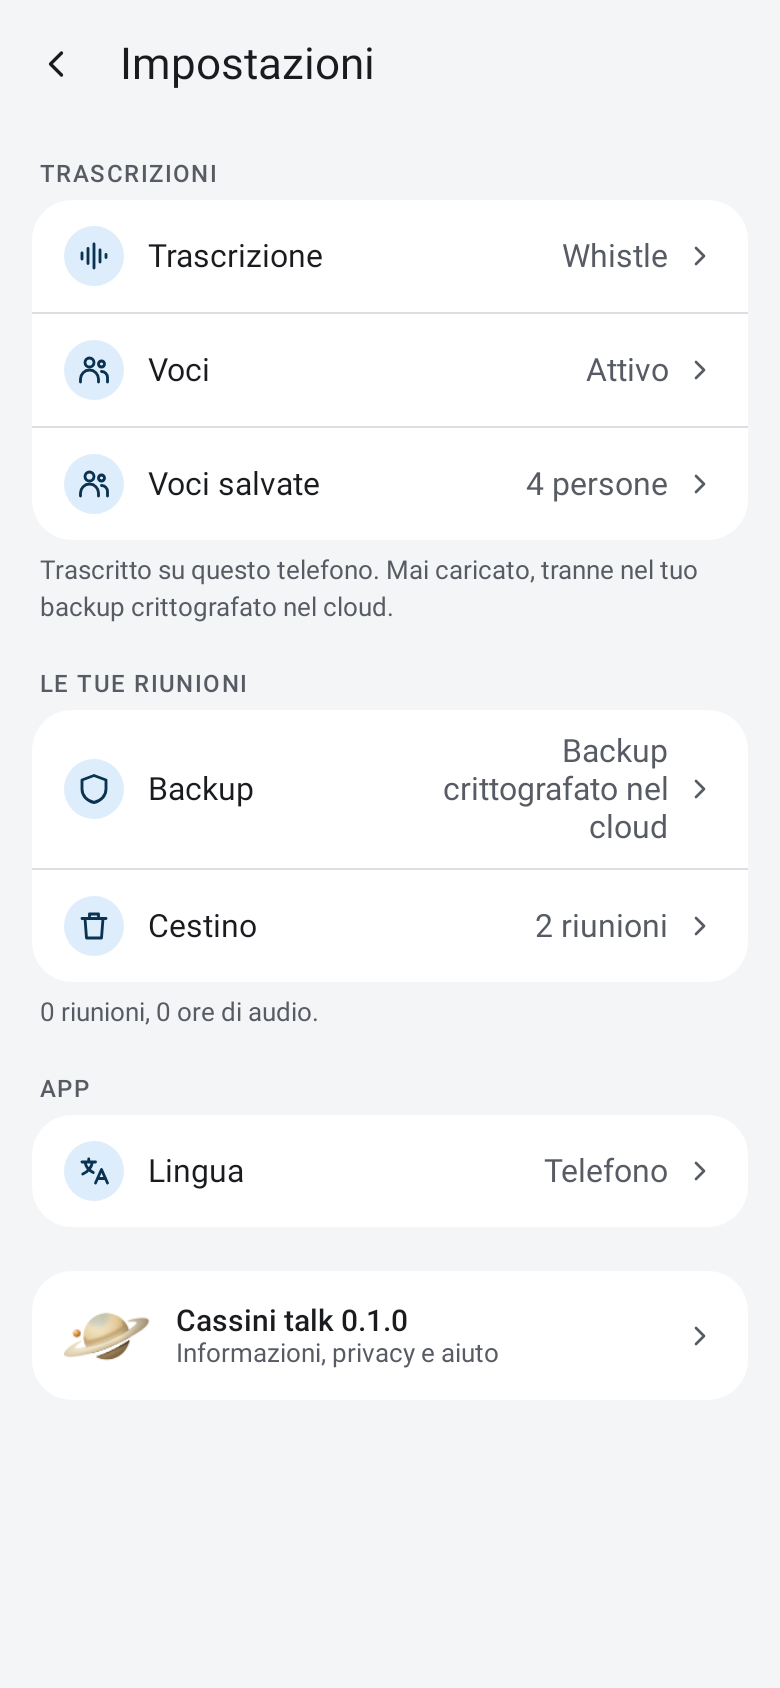 Impostazioni
TRASCRIZIONI
Trascrizione Whistle
Voci Attivo
Voci salvate 4 persone
Trascritto su questo telefono. Mai caricato, tranne nel tuo
backup crittografato nel cloud.
LE TUE RIUNIONI
Backup Backup
crittografato nel
cloud
Cestino 2 riunioni
0 riunioni, 0 ore di audio.
APP
Lingua Telefono
Cassini talk 0.1.0
Informazioni, privacy e aiuto